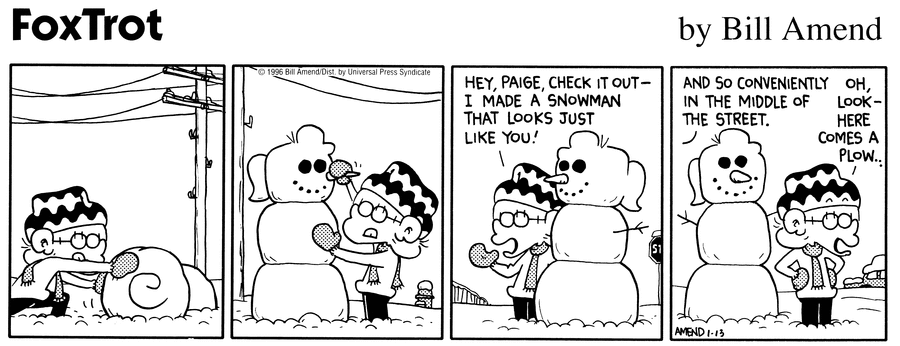 FoxTrot
by Bill Amend
© 1996 Bill Amend/Dist. by Universal Press Syndicate
HEY, PAIGE, CHECK IT OUT—
I MADE A SNOWMAN
THAT LOOKS JUST
LIKE YOU!
ST
AND SO CONVENIENTLY
IN THE MIDDLE OF
THE STREET.
OH,
LOOK—
HERE
COMES A
PLOW..
AMEND 1-13